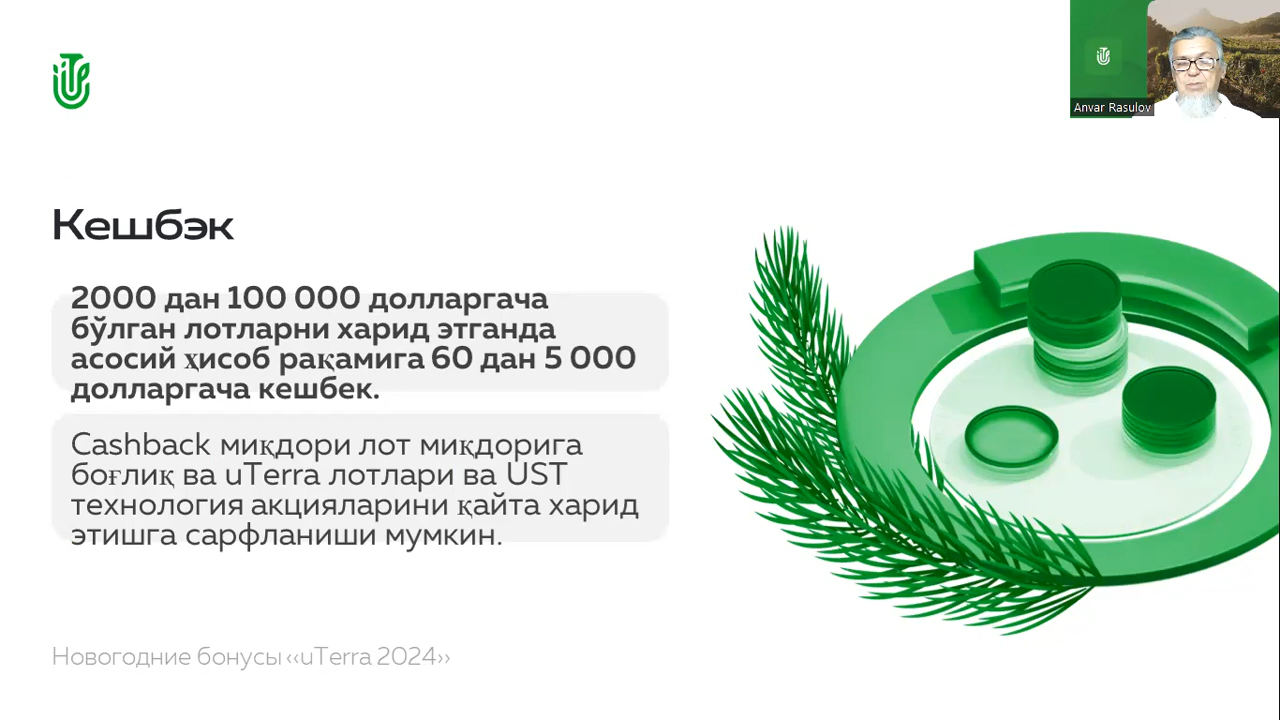 Anvar Rasulov
Кешбэк
2000 дан 100 000 долларгача
бўлган лотларни харид этганда
асосий ҳисоб рақамига 60 дан 5 000
долларгача кешбек.
Cashback миқдори лот миқдорига
боғлиқ ва uTerra лотлари ва UST
технология акцияларини қайта харид
этишга сарфланиши мумкин.
Новогодние бонусы ‹‹uTerra 2024››